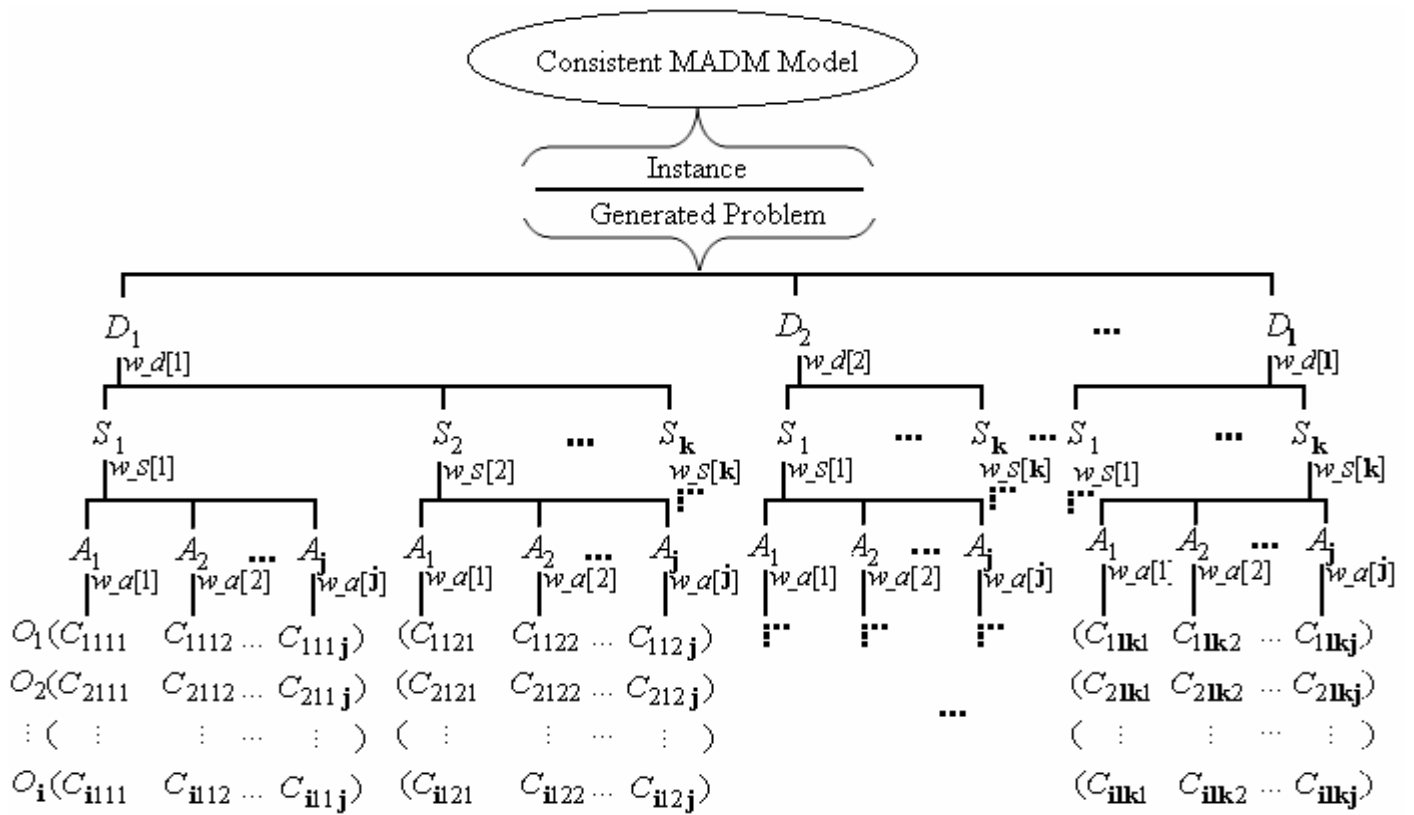 Consistent MADM Model
Instance
Generated Problem
D1 D2 ... Dl
w_d[1] w_d[2] w_d[l]
S1 S2 ... Sk S1 ... Sk ... S1 ... Sk
w_s[1] w_s[2] w_s[k] w_s[1] w_s[k] w_s[1] w_s[k]
A1 A2 ... Aj A1 A2 ... Aj A1 A2 ... Aj A1 A2 ... Aj
w_a[1] w_a[2] w_a[j] w_a[1] w_a[2] w_a[j] w_a[1] w_a[2] w_a[j] w_a[1] w_a[2] w_a[j]
O1 (C1111 C1112 ... C111j) (C1121 C1122 ... C112j) (C1lk1 C1lk2 ... C1lkj)
O2 (C2111 C2112 ... C211j) (C2121 C2122 ... C212j) ... (C2lk1 C2lk2 ... C2lkj)
⋮ ( ⋮ ⋮ ... ⋮ ) ( ⋮ ⋮ ... ⋮ ) ( ⋮ ⋮ ... ⋮ )
Oi (Ci111 Ci112 ... Ci11j) (Ci121 Ci122 ... Ci12j) (Cilk1 Cilk2 ... Cilkj)